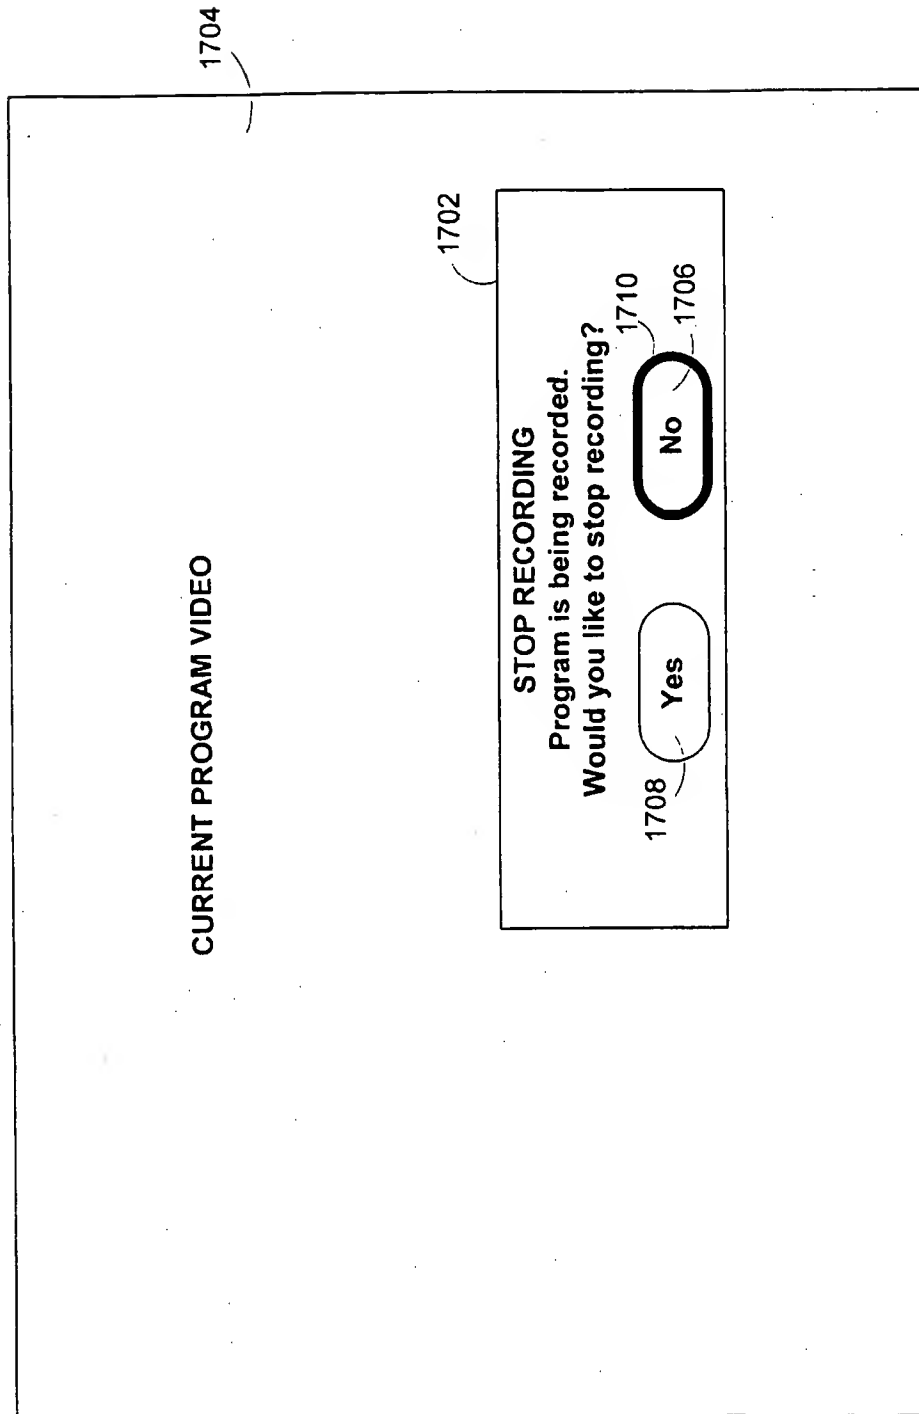 1704
CURRENT PROGRAM VIDEO
1702
STOP RECORDING
Program is being recorded.
Would you like to stop recording?
1708
Yes
No
1710
1706